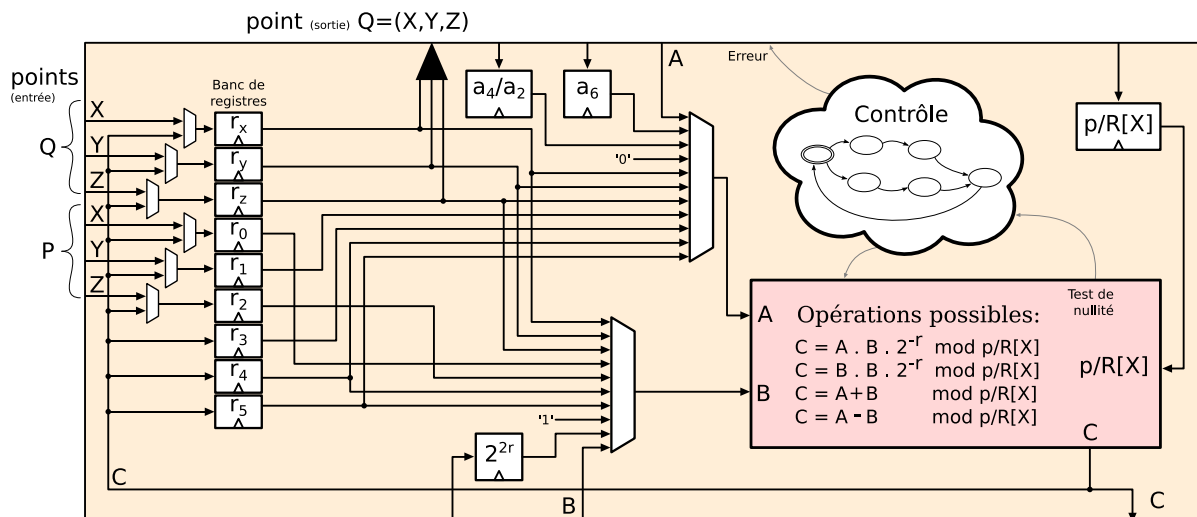 point (sortie) Q=(X,Y,Z)
points
(entrée)
Q
X
Y
Z
P
X
Y
Z
Banc de
registres
r_x
r_y
r_z
r_0
r_1
r_2
r_3
r_4
r_5
a_4/a_2
a_6
A
'0'
'1'
2^2r
B
C
Erreur
Contrôle
p/R[X]
Test de
nullité
A
B
Opérations possibles:
C = A . B . 2^-r mod p/R[X]
C = B . B . 2^-r mod p/R[X]
C = A+B mod p/R[X]
C = A-B mod p/R[X]
p/R[X]
C
C